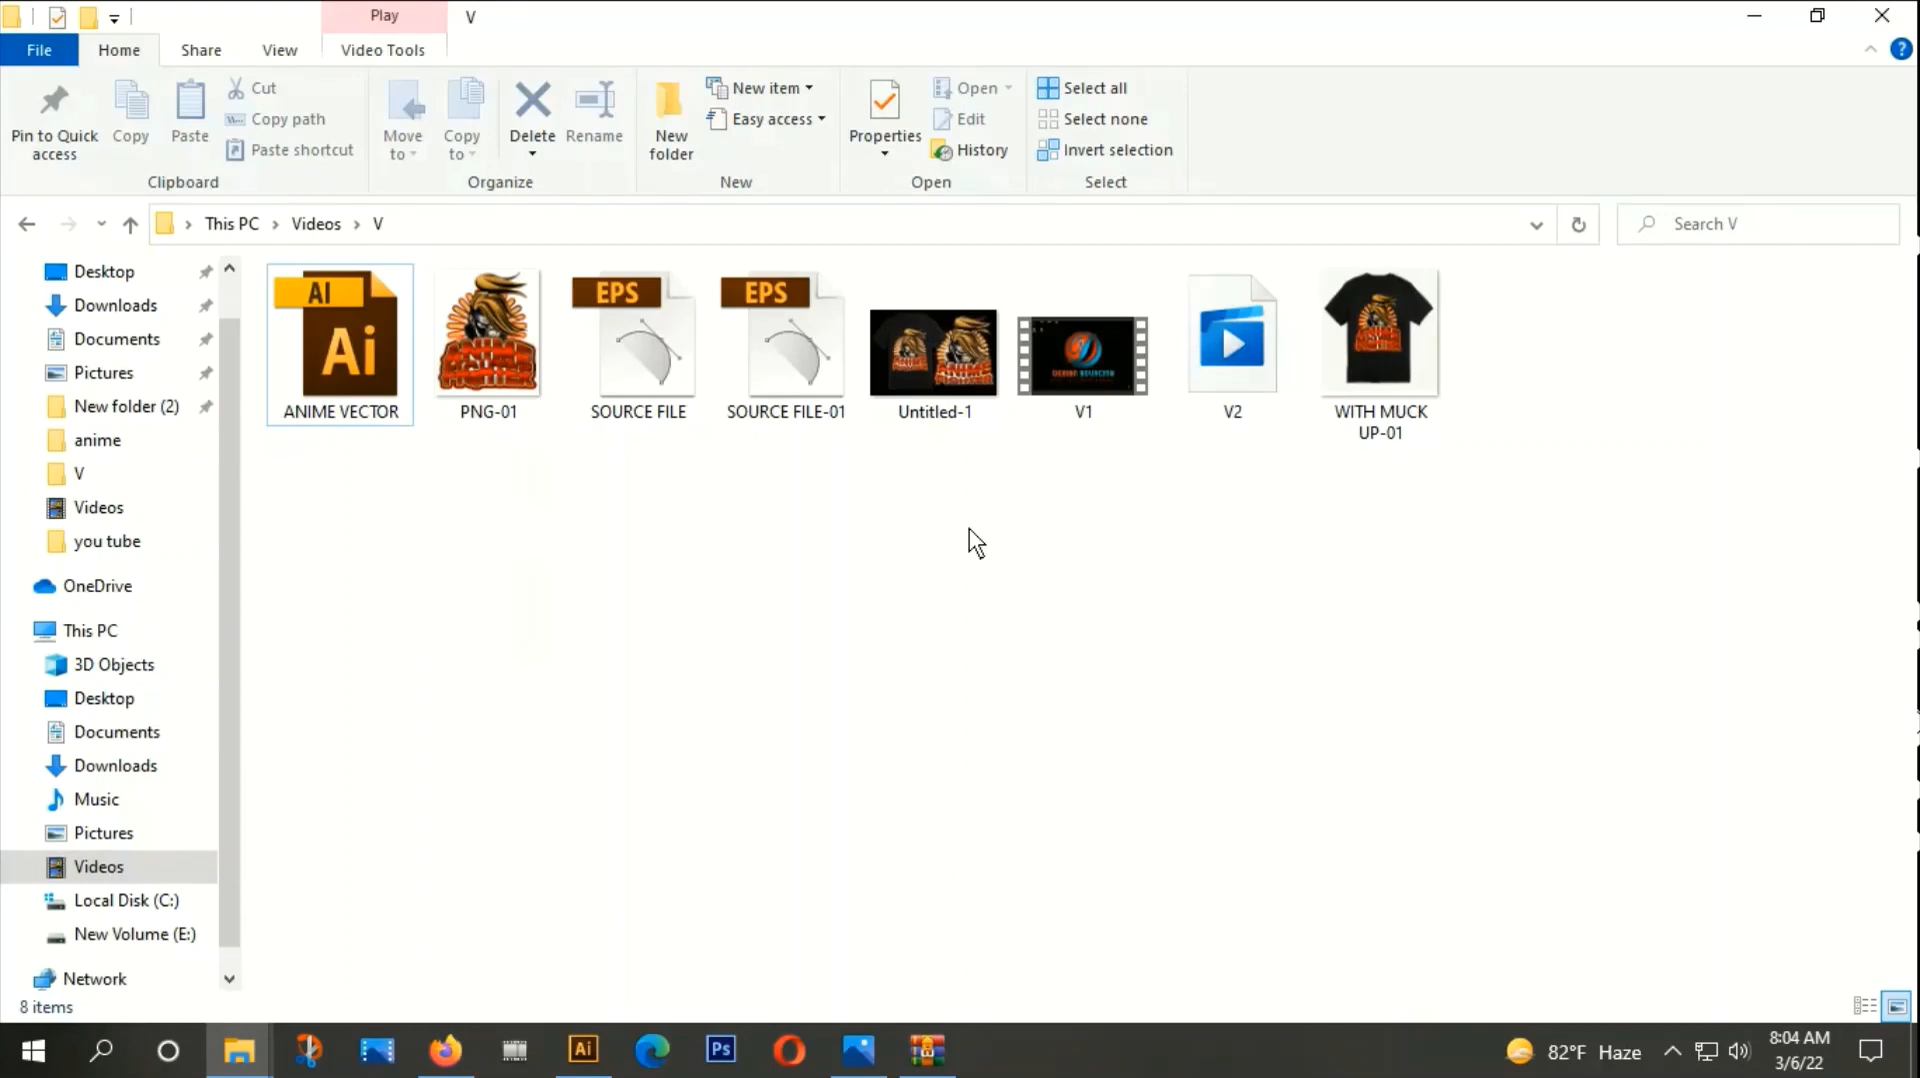 Play
V
File
Home
Share
View
Video Tools
Pin to Quick access
Copy
Paste
Cut
Copy path
Paste shortcut
Move to
Copy to
Delete
Rename
New folder
New item
Easy access
Properties
Open
Edit
History
Select all
Select none
Invert selection
Clipboard
Organize
New
Open
Select
This PC > Videos > V
Search V
Desktop
Downloads
Documents
Pictures
New folder (2)
anime
V
Videos
you tube
OneDrive
This PC
3D Objects
Desktop
Documents
Downloads
Music
Pictures
Videos
Local Disk (C:)
New Volume (E:)
Network
AI
Ai
ANIME VECTOR
ANIME
FIGHTER
PNG-01
EPS
SOURCE FILE
EPS
SOURCE FILE-01
Untitled-1
DESIGN SOURCING
V1
V2
WITH MUCK
UP-01
8 items
Ai
Ps
82°F Haze
8:04 AM
3/6/22